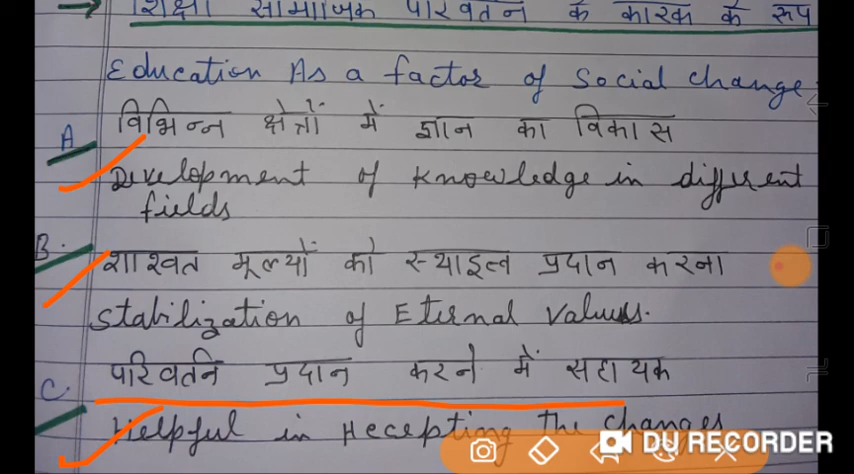 शिक्षा सामाजिक परिवर्तन के कारक के रूप
Education As a factor of Social change
A
विभिन्न क्षेत्रों में ज्ञान का विकास
Development of Knowledge in different
fields
B.
शाश्वत मूल्यों को स्थाइत्व प्रदान करना
Stabilization of Eternal Values.
परिवर्तन प्रदान करने में सहायक
C.
Helpful in Hecepting the changes
DU RECORDER